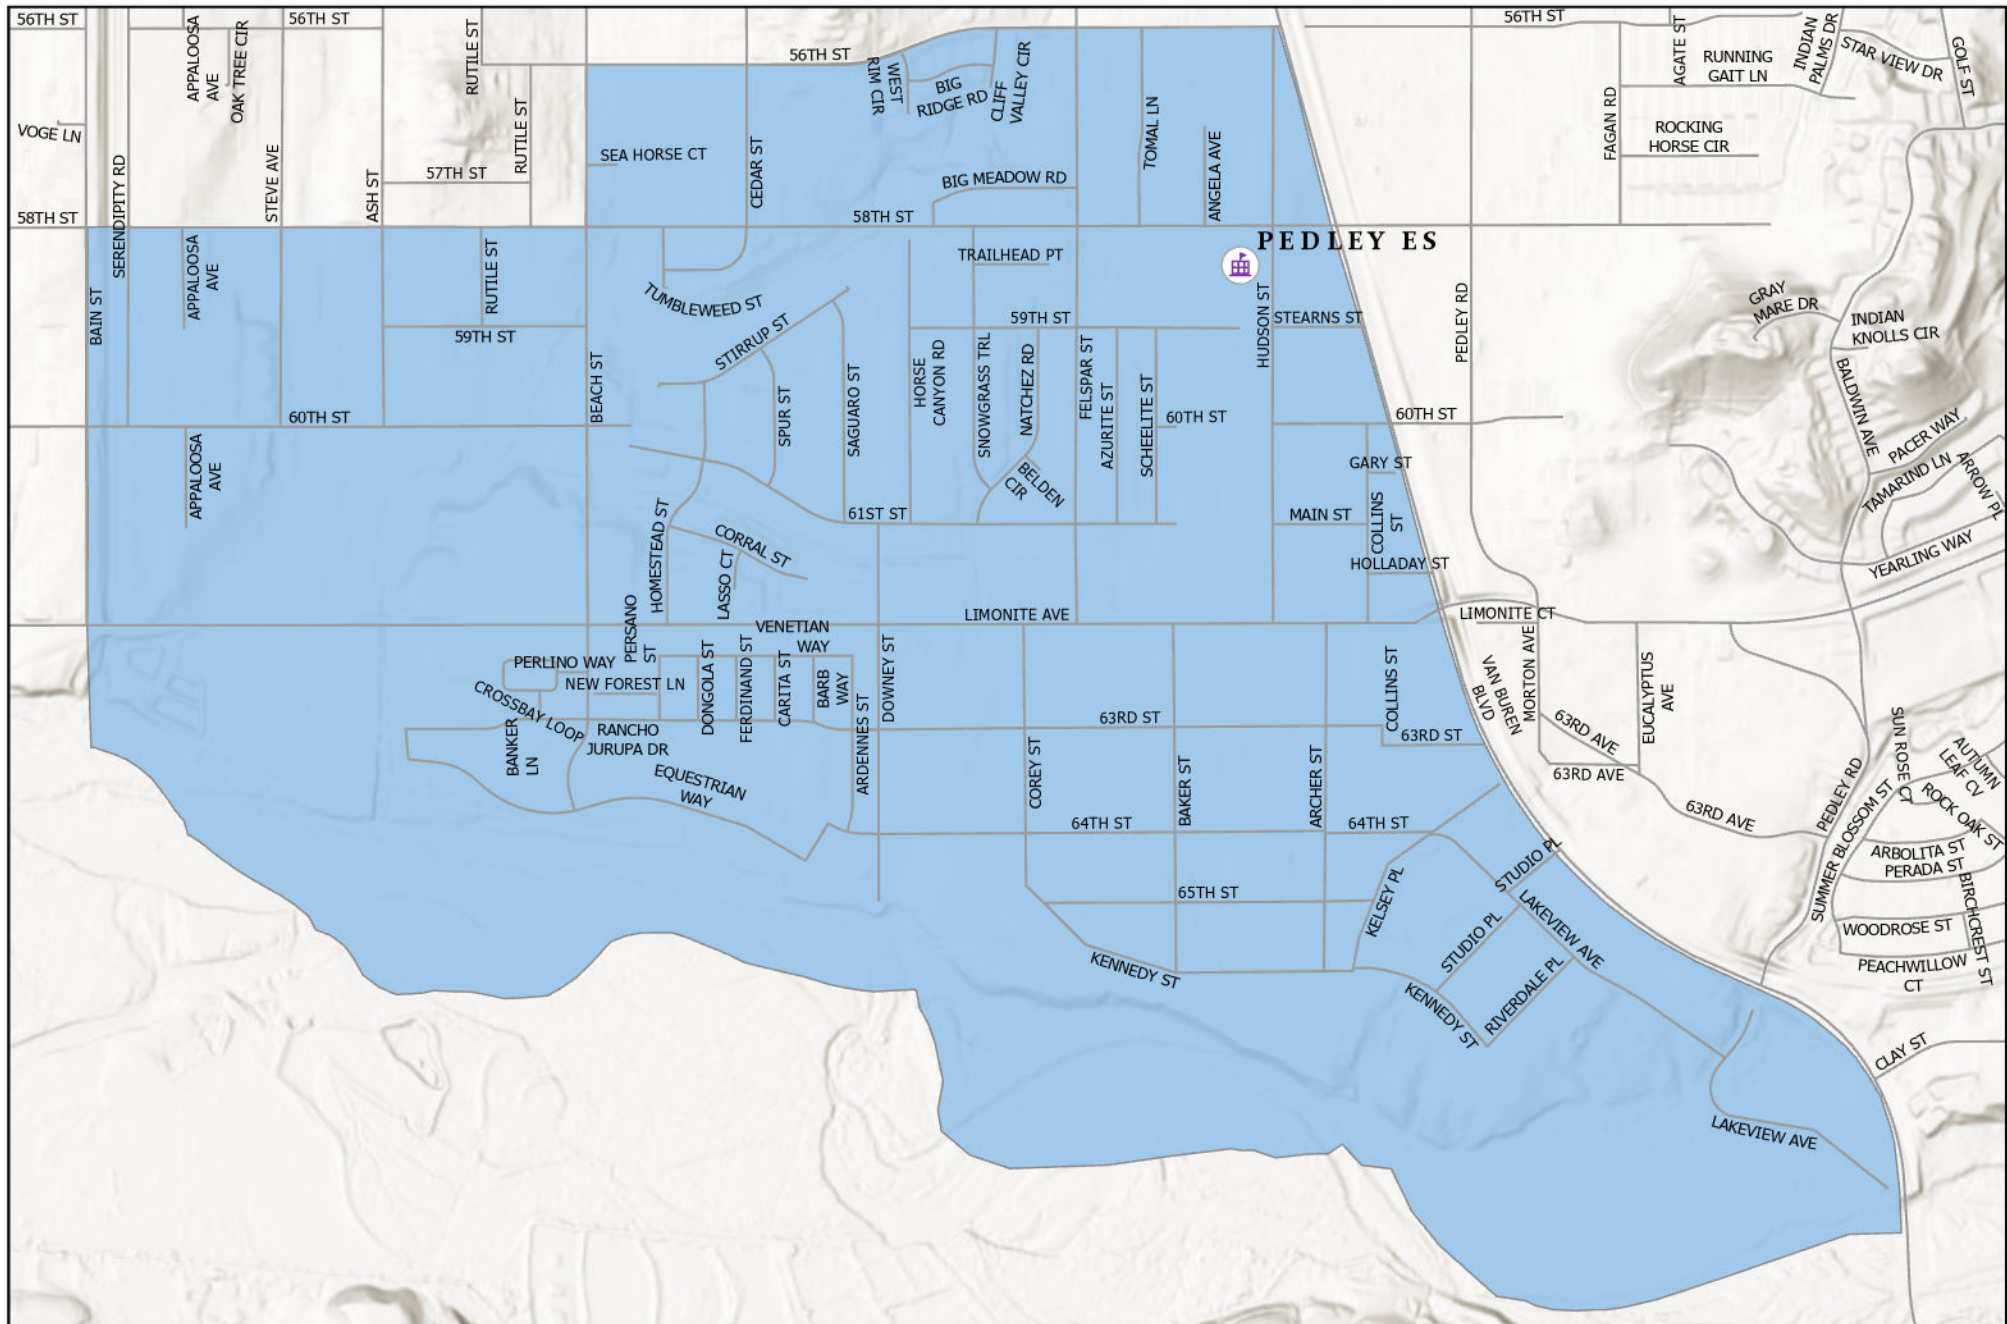 56TH ST
56TH ST
56TH ST
56TH ST
APPALOOSA
AVE
OAK TREE CIR
RUTILE ST
RIM CIR
WEST
BIG
RIDGE RD
CLIFF
VALLEY CIR
AGATE ST
RUNNING
GAIT LN
INDIAN
PALMS DR
STAR VIEW DR
GOLF ST
VOGE LN
SERENDIPITY RD
STEVE AVE
ASH ST
57TH ST
RUTILE ST
SEA HORSE CT
CEDAR ST
BIG MEADOW RD
TOMAL LN
ANGELA AVE
FAGAN RD
ROCKING
HORSE CIR
58TH ST
58TH ST
PEDLEY ES
BAIN ST
APPALOOSA
AVE
RUTILE ST
59TH ST
TUMBLEWEED ST
STIRRUP ST
TRAILHEAD PT
59TH ST
HUDSON ST
STEARNS ST
PEDLEY RD
GRAY
MARE DR
INDIAN
KNOLLS CIR
BALDWIN AVE
BEACH ST
60TH ST
SPUR ST
SAGUARO ST
HORSE
CANYON RD
SNOWGRASS TRL
NATCHEZ RD
FELSPAR ST
AZURITE ST
SCHEELITE ST
60TH ST
60TH ST
PACER WAY
TAMARIND LN
ARROW PL
APPALOOSA
AVE
BELDEN
CIR
GARY ST
61ST ST
MAIN ST
COLLINS
ST
HOMESTEAD ST
CORRAL ST
LASSO CT
HOLLADAY ST
YEARLING WAY
LIMONITE AVE
LIMONITE CT
PERSANO
ST
VENETIAN
WAY
PERLINO WAY
NEW FOREST LN
CROSSBAY LOOP
DONGOLA ST
FERDINAND ST
CARITA ST
BARB
WAY
ARDENNES ST
DOWNEY ST
COLLINS ST
VAN BUREN
BLVD
MORTON AVE
EUCALYPTUS
AVE
BANKER
LN
RANCHO
JURUPA DR
EQUESTRIAN
WAY
63RD ST
63RD ST
63RD AVE
63RD AVE
63RD AVE
COREY ST
BAKER ST
ARCHER ST
64TH ST
64TH ST
PEDLEY RD
SUN ROSE CT
AUTUMN
LEAF CV
SUMMER BLOSSOM ST
ROCK OAK ST
ARBOLITA ST
PERADA ST
BIRCHCREST ST
65TH ST
KELSEY PL
STUDIO PL
STUDIO PL
LAKEVIEW AVE
WOODROSE ST
PEACHWILLOW
CT
KENNEDY ST
KENNEDY ST
RIVERDALE PL
CLAY ST
LAKEVIEW AVE